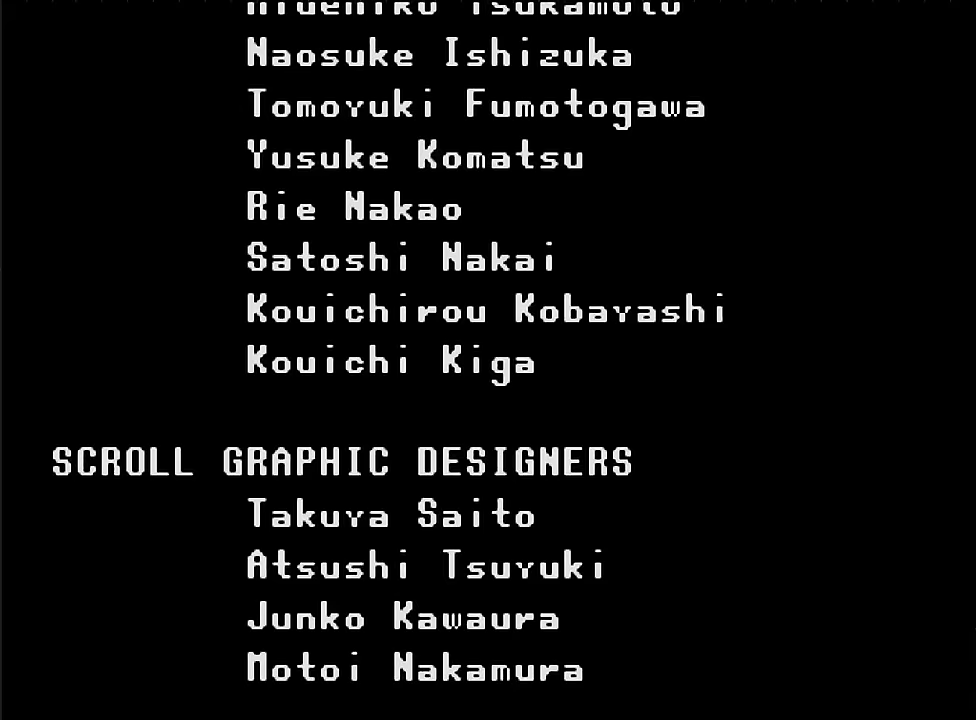 Naosuke Ishizuka
Tomoyuki Fumotogawa
Yusuke Komatsu
Rie Nakao
Satoshi Nakai
Kouichirou Kobayashi
Kouichi Kiga
SCROLL GRAPHIC DESIGNERS
Takuya Saito
Atsushi Tsuyuki
Junko Kawaura
Motoi Nakamura